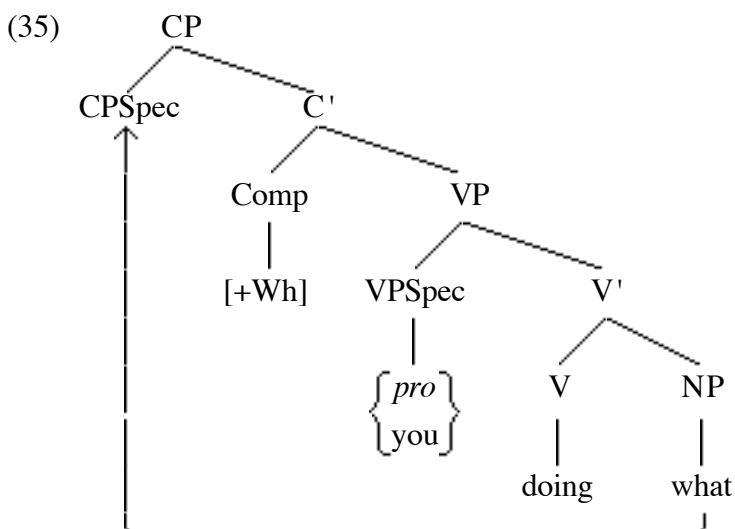 (35) CP
CPSpec C'
Comp VP
[+Wh] VPSpec V'
pro V NP
you
doing what